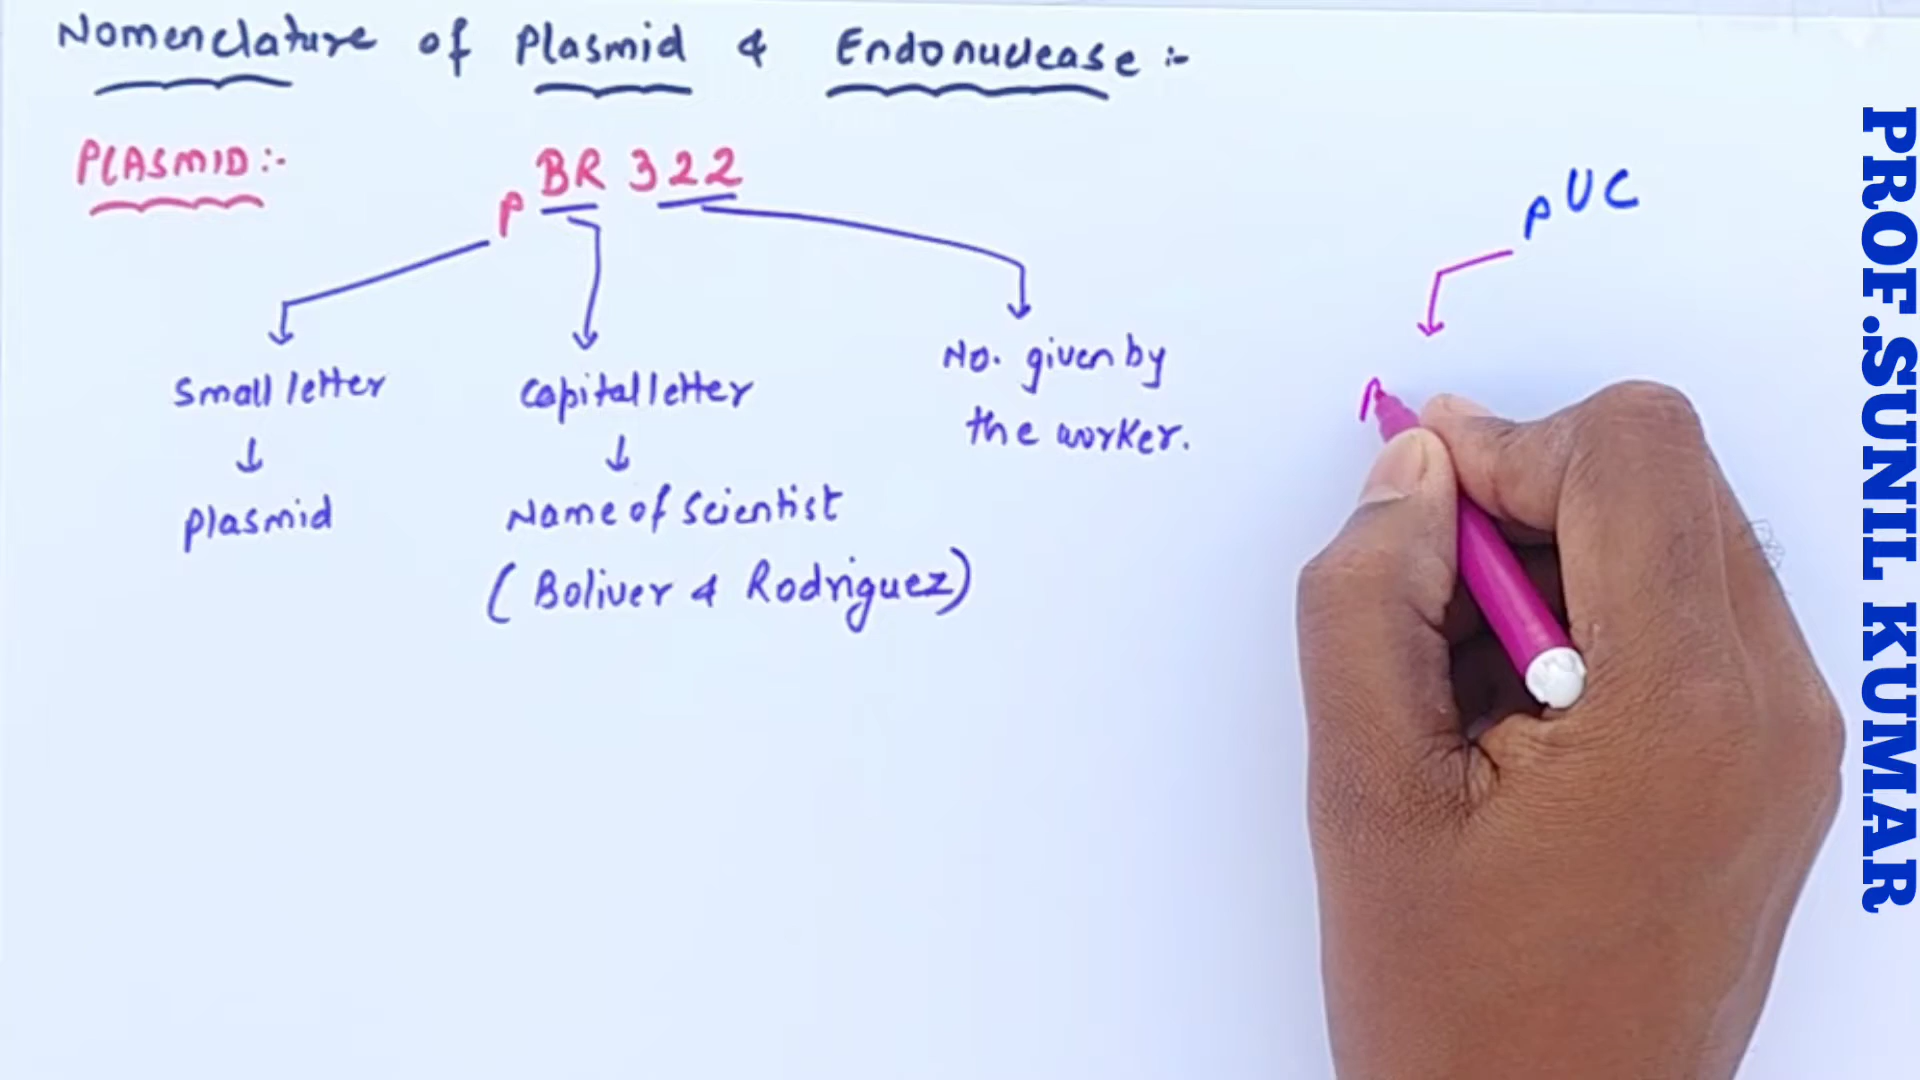 Nomenclature of Plasmid & Endonuclease :-
PLASMID:-
pBR 322
pUC
Small letter
↓
plasmid
Capital letter
↓
Name of Scientist
(Boliver & Rodriguez)
No. given by
the worker.
PROF.SUNIL KUMAR